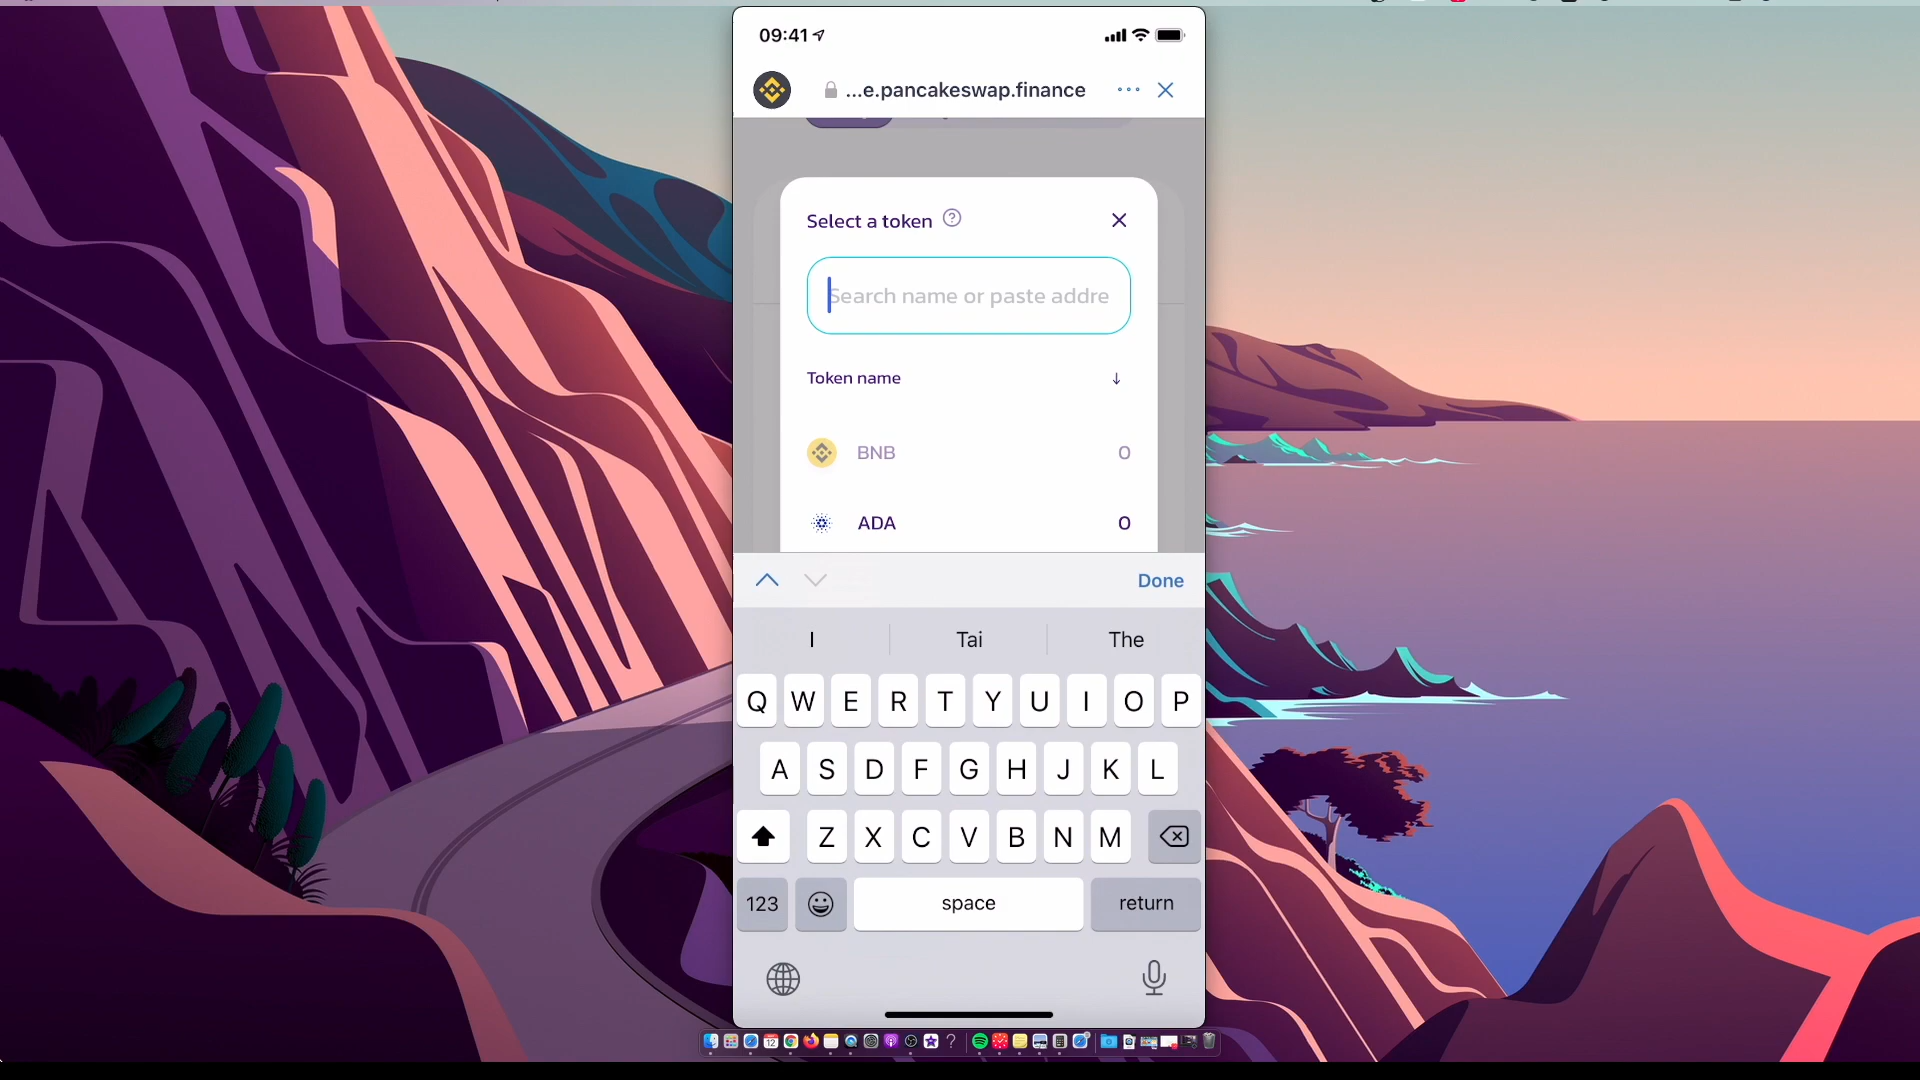 09:41
...e.pancakeswap.finance
Select a token ?
Search name or paste addre
Token name
BNB 0
ADA 0
Done
I Tai The
Q W E R T Y U I O P
A S D F G H J K L
Z X C V B N M
123 space return
12